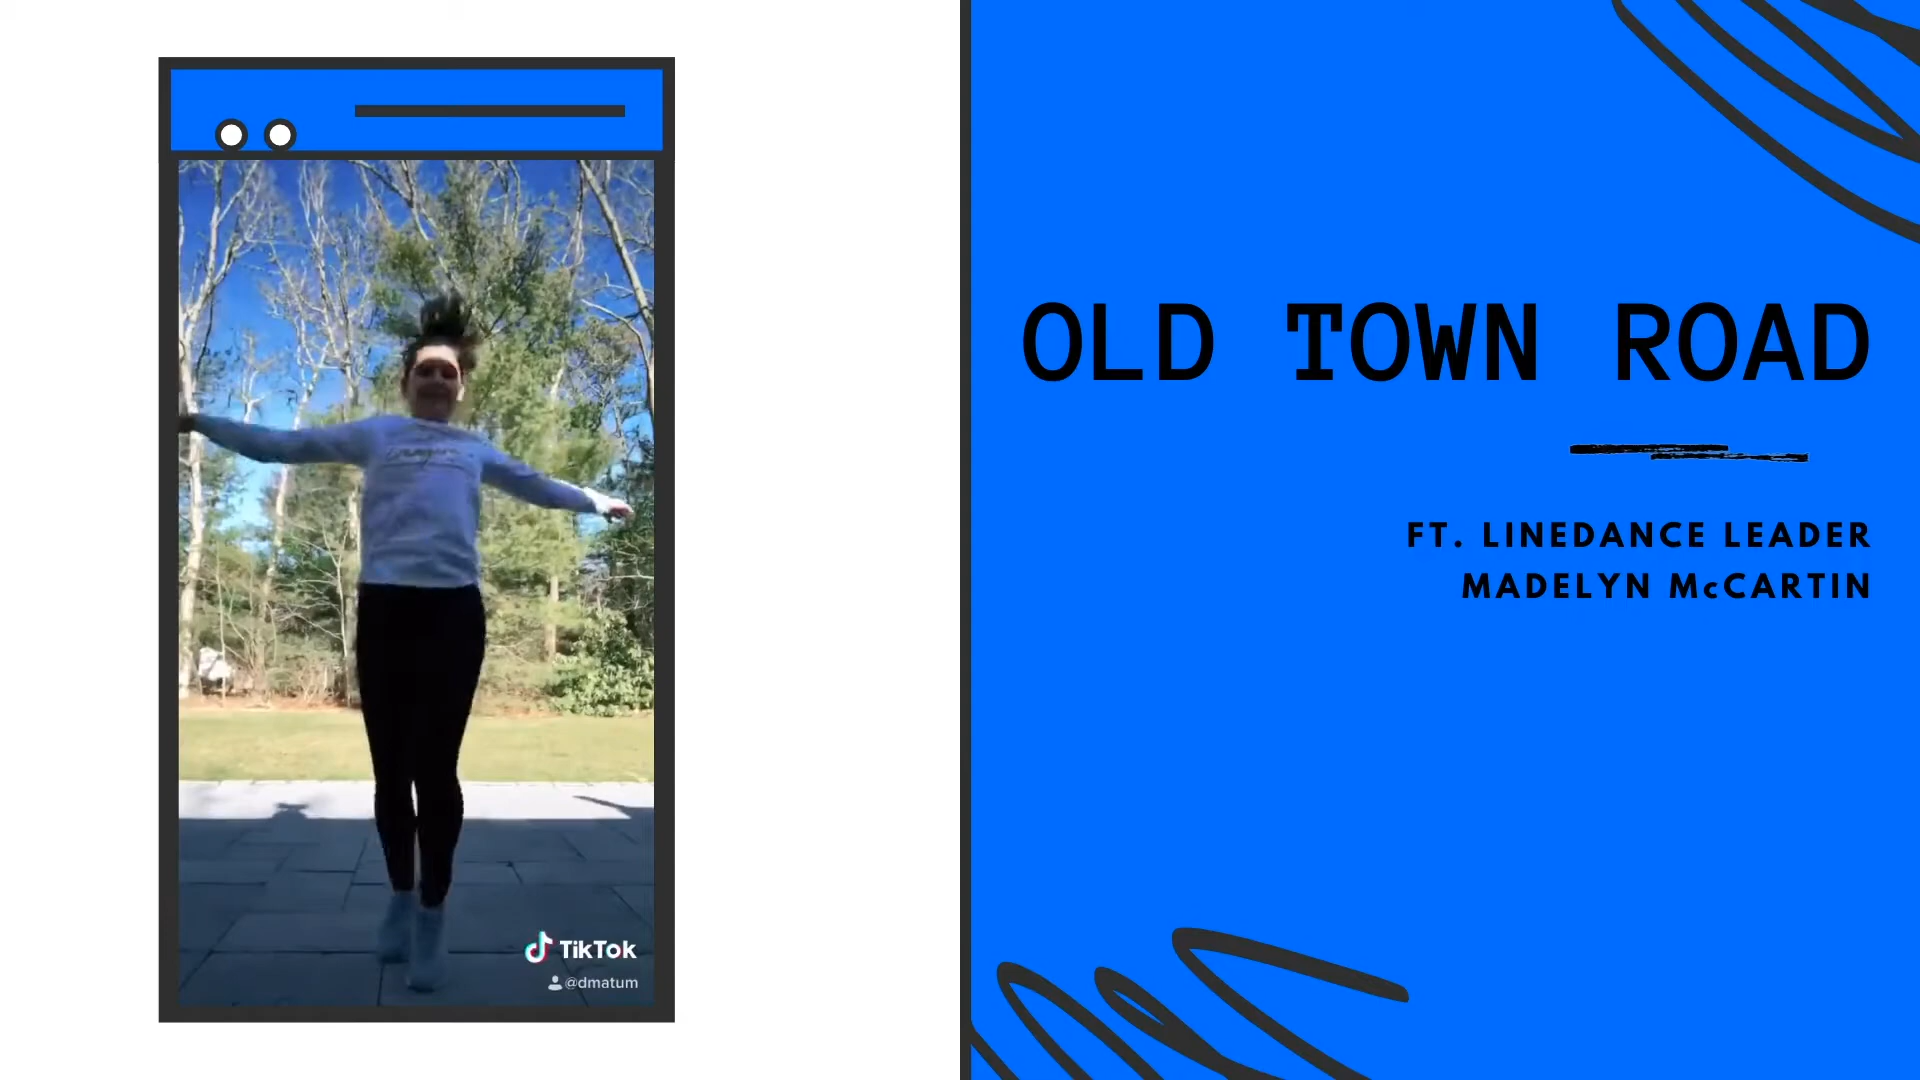 OLD TOWN ROAD
FT. LINEDANCE LEADER
MADELYN McCARTIN
TikTok
@dmatum